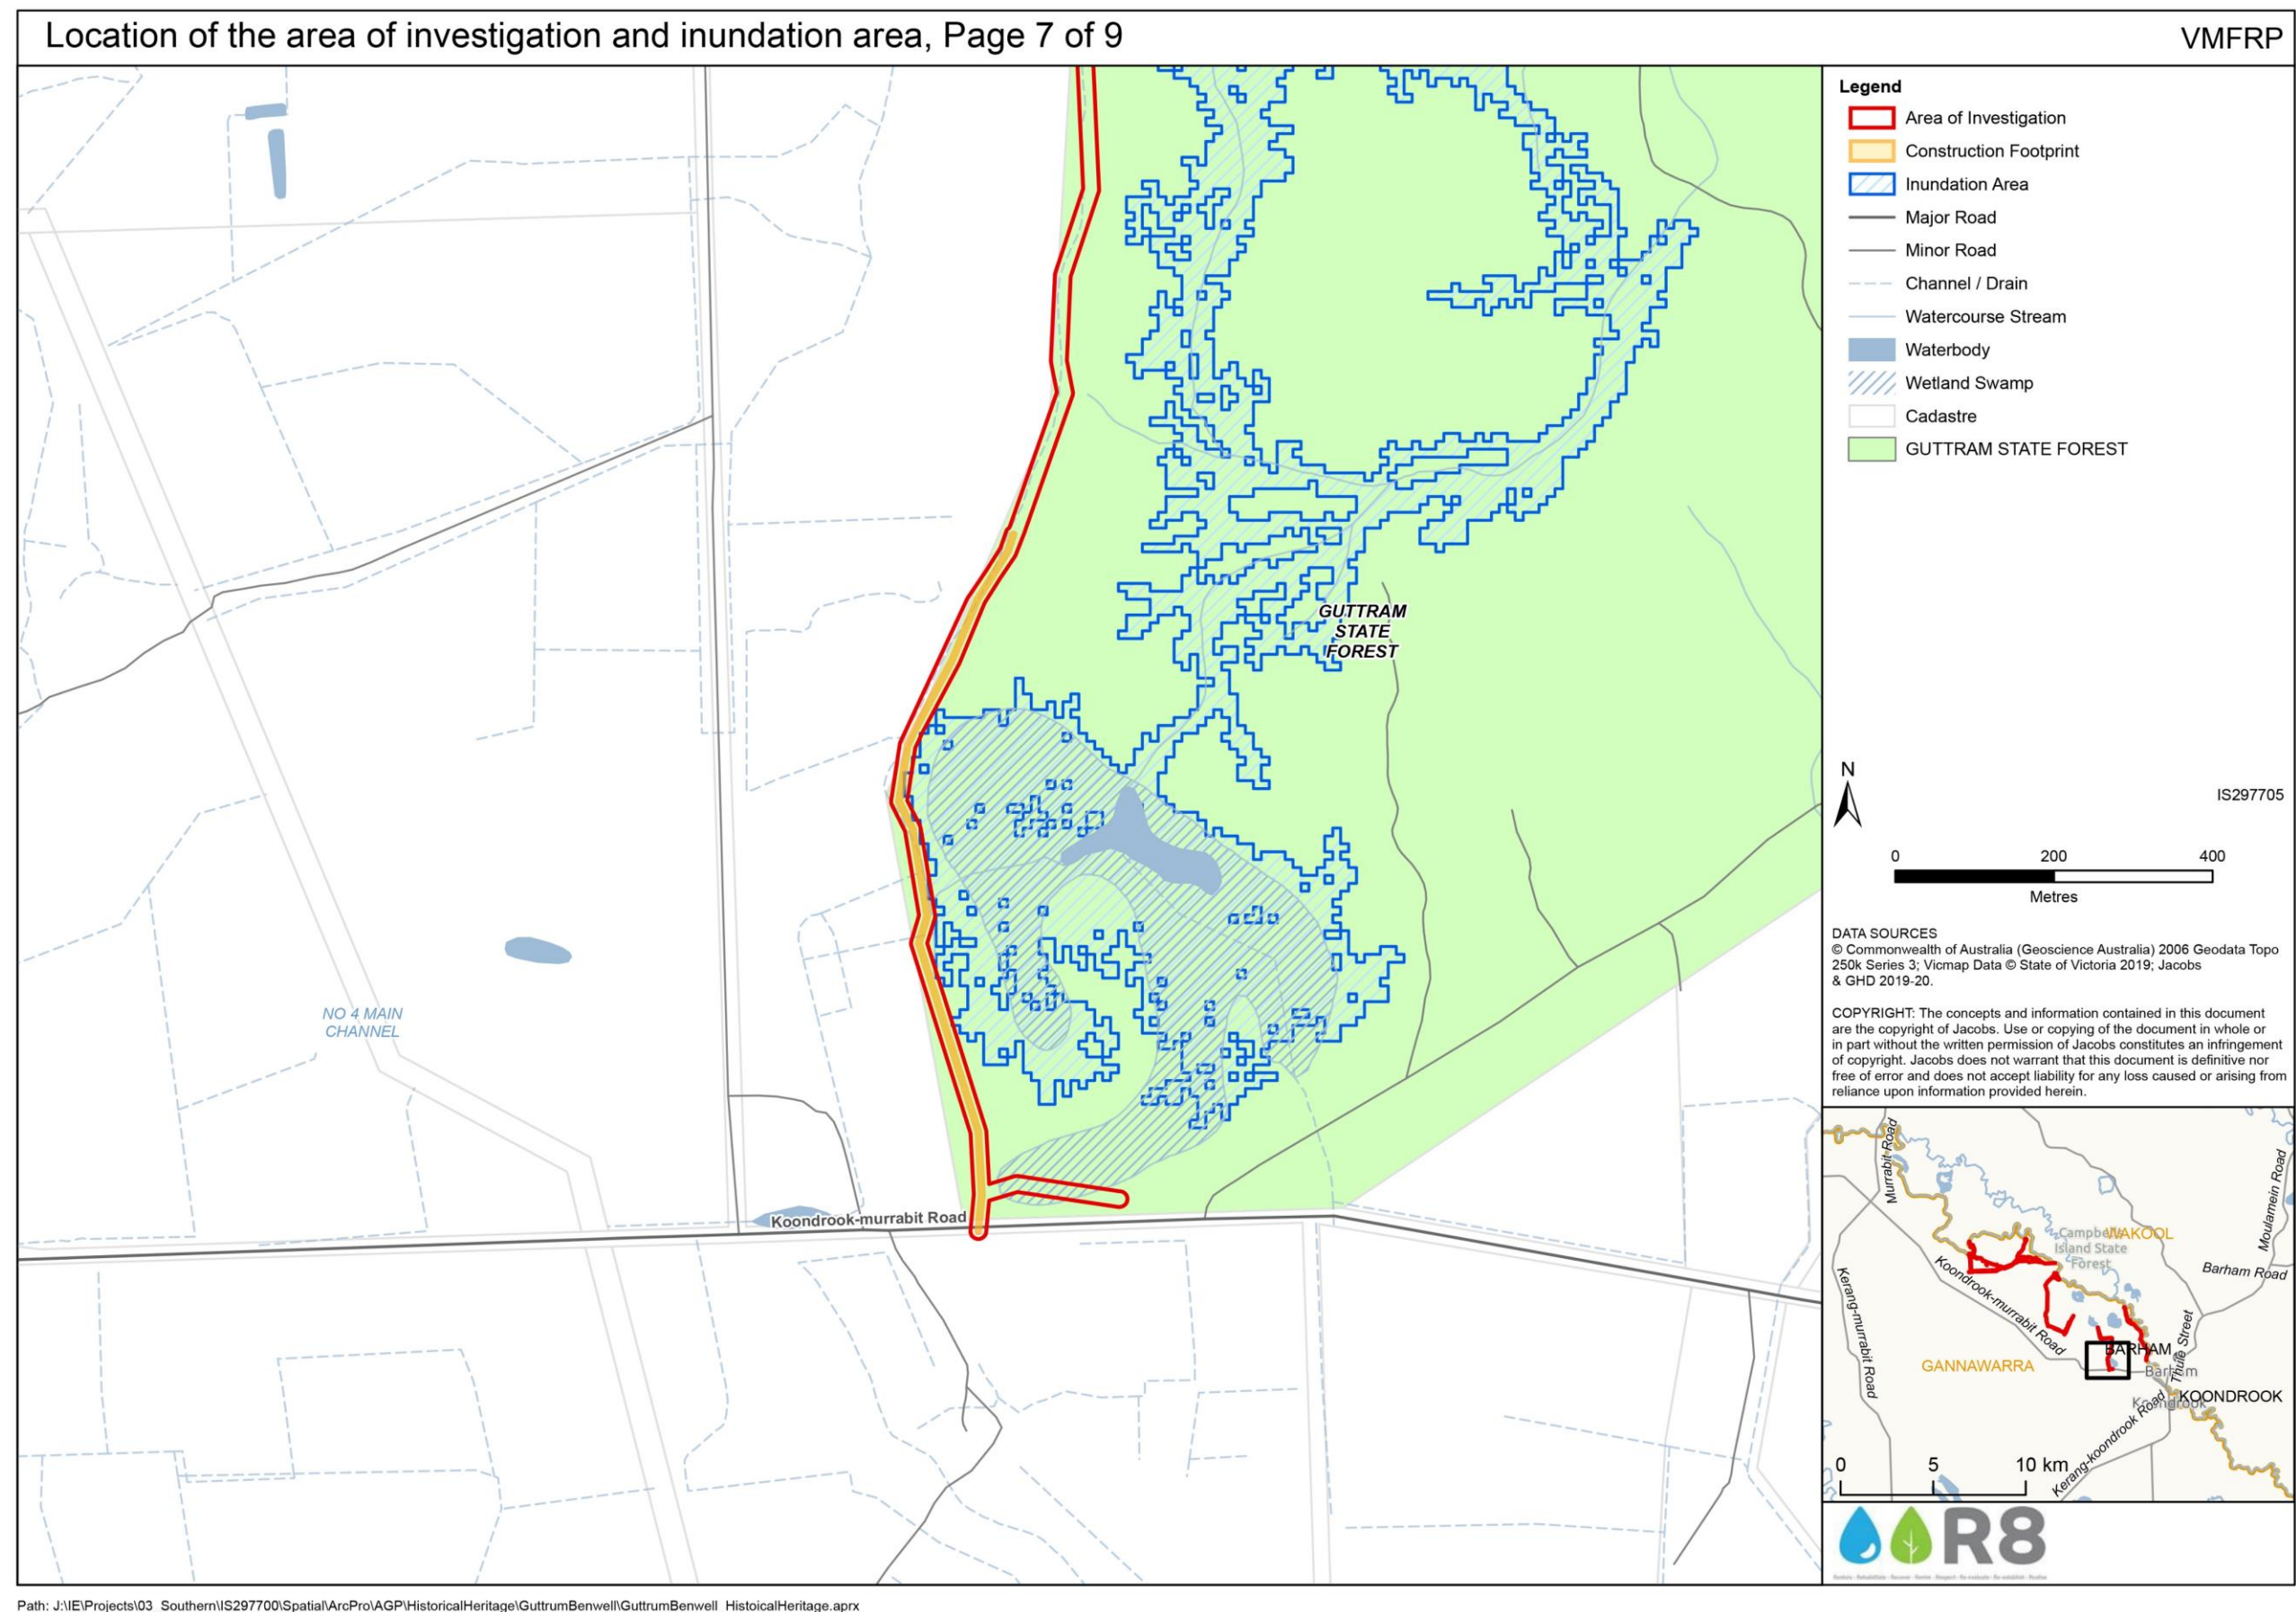 Location of the area of investigation and inundation area, Page 7 of 9
VMFRP
Legend
Area of Investigation
Construction Footprint
Inundation Area
Major Road
Minor Road
Channel / Drain
Watercourse Stream
Waterbody
Wetland Swamp
Cadastre
GUTTRAM STATE FOREST
GUTTRAM
STATE
FOREST
NO 4 MAIN
CHANNEL
Koondrook-murrabit Road
N
IS297705
0 200 400
Metres
DATA SOURCES
© Commonwealth of Australia (Geoscience Australia) 2006 Geodata Topo
250k Series 3; Vicmap Data © State of Victoria 2019; Jacobs
& GHD 2019-20.
COPYRIGHT: The concepts and information contained in this document
are the copyright of Jacobs. Use or copying of the document in whole or
in part without the written permission of Jacobs constitutes an infringement
of copyright. Jacobs does not warrant that this document is definitive nor
free of error and does not accept liability for any loss caused or arising from
reliance upon information provided herein.
Murrabit Road
Moulamein Road
WAKOOL
Campbells
Island State
Forest
Barham Road
Koondrook-murrabit Road
Kerang-murrabit Road
Thule Street
BARHAM
GANNAWARRA
Barham
KOONDROOK
Koondrook
Kerang-koondrook Road
0 5 10 km
R8
Path: J:\IE\Projects\03_Southern\IS297700\Spatial\ArcPro\AGP\HistoricalHeritage\GuttrumBenwell\GuttrumBenwell_HistoicalHeritage.aprx